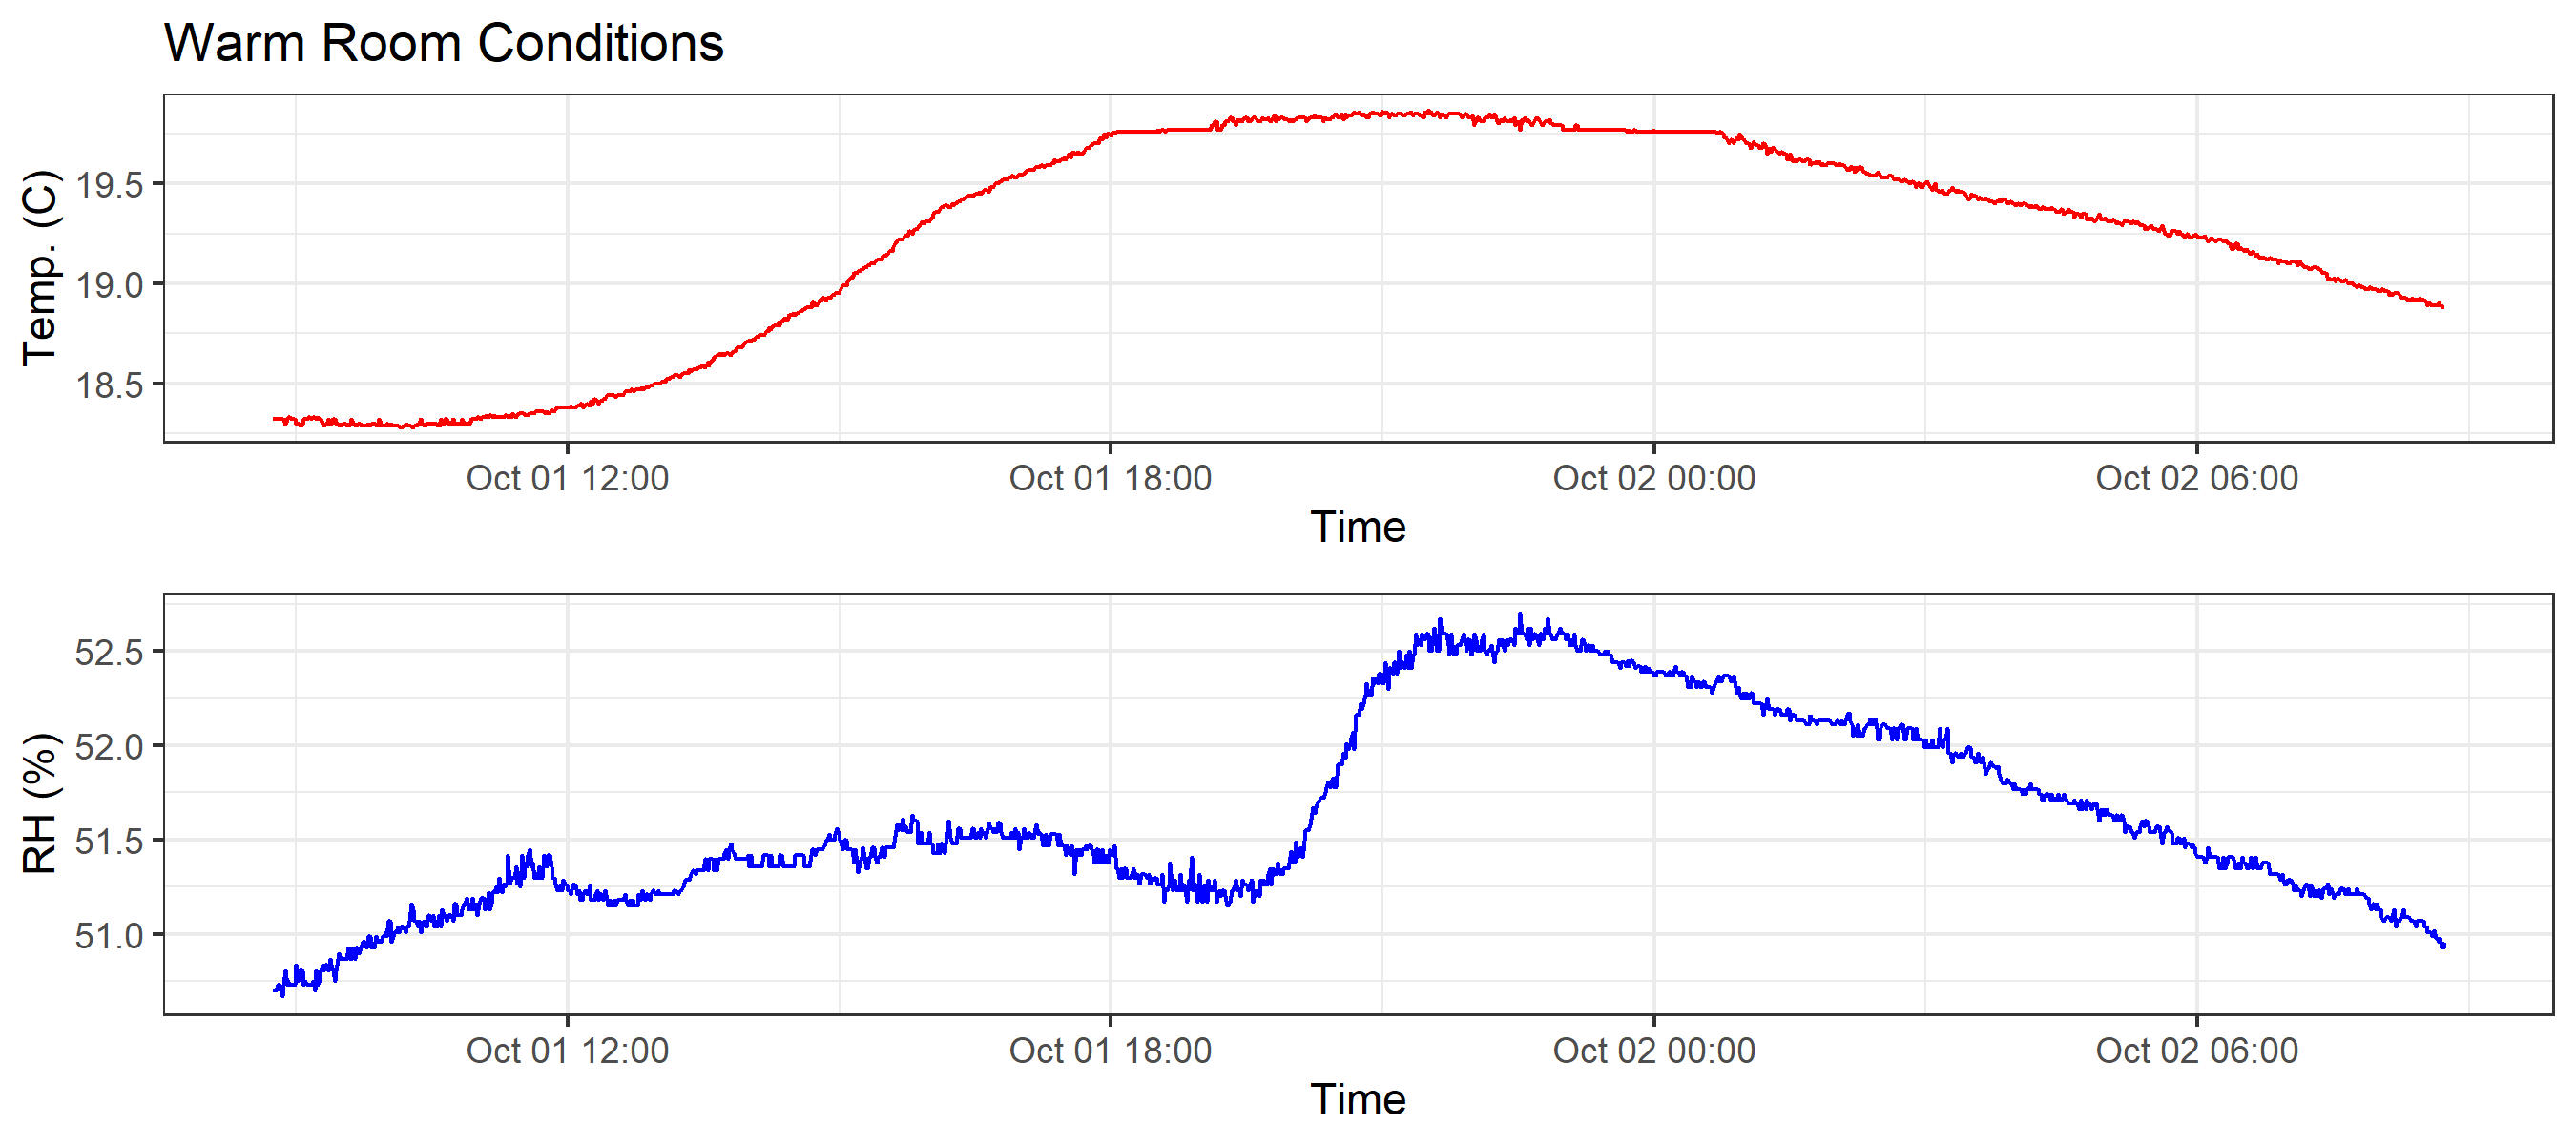 Warm Room Conditions
Temp. (C)
19.5
19.0
18.5
Oct 01 12:00 Oct 01 18:00 Oct 02 00:00 Oct 02 06:00
Time
RH (%)
52.5
52.0
51.5
51.0
Oct 01 12:00 Oct 01 18:00 Oct 02 00:00 Oct 02 06:00
Time